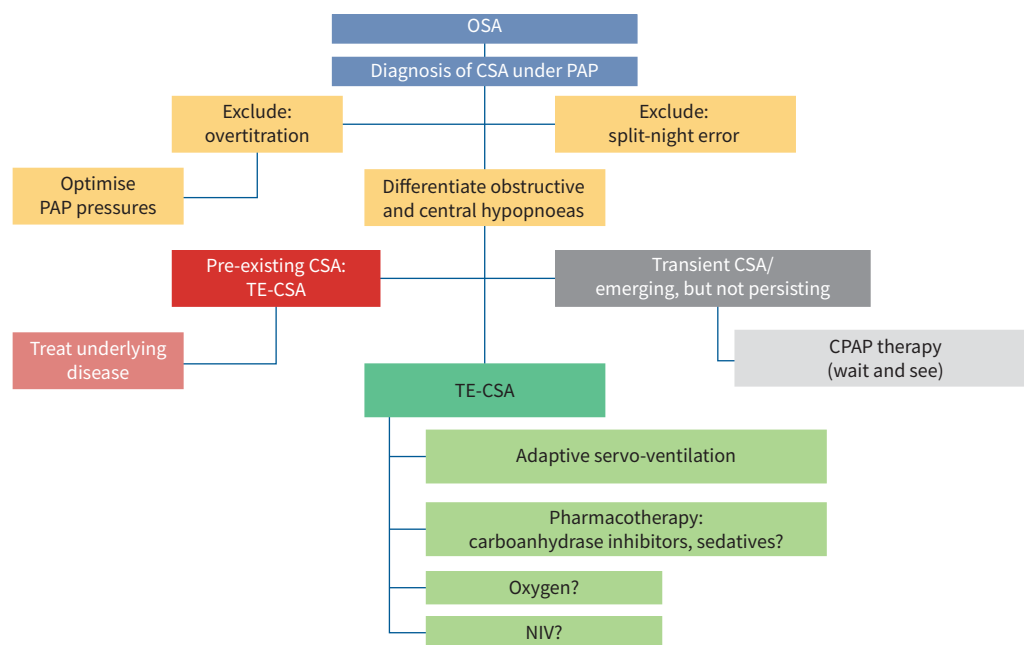 OSA
Diagnosis of CSA under PAP
Exclude:
overtitration
Exclude:
split-night error
Optimise
PAP pressures
Differentiate obstructive
and central hypopnoeas
Pre-existing CSA:
TE-CSA
Transient CSA/
emerging, but not persisting
Treat underlying
disease
CPAP therapy
(wait and see)
TE-CSA
Adaptive servo-ventilation
Pharmacotherapy:
carboanhydrase inhibitors, sedatives?
Oxygen?
NIV?